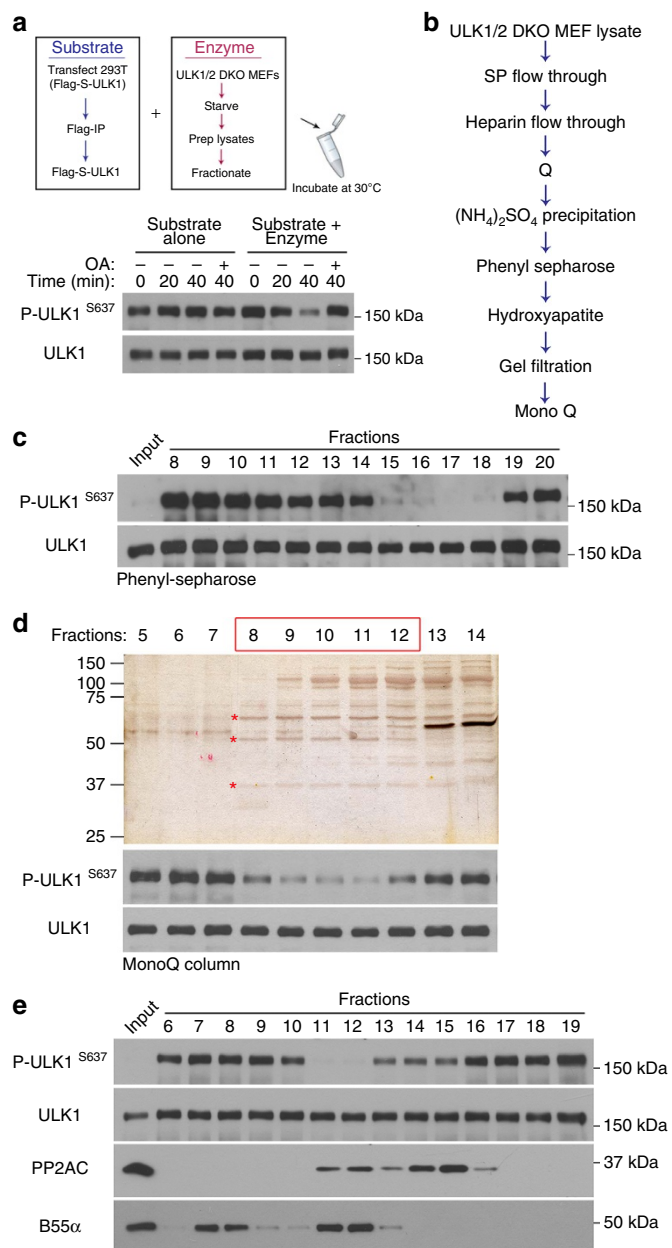 a
Substrate
Transfect 293T
(Flag-S-ULK1)
Flag-IP
Flag-S-ULK1
+
Enzyme
ULK1/2 DKO MEFs
Starve
Prep lysates
Fractionate
Incubate at 30°C
Substrate alone
Substrate + Enzyme
OA: – – – + – – – +
Time (min): 0 20 40 40 0 20 40 40
P-ULK1 S637
150 kDa
ULK1
150 kDa
b
ULK1/2 DKO MEF lysate
SP flow through
Heparin flow through
Q
(NH4)2SO4 precipitation
Phenyl sepharose
Hydroxyapatite
Gel filtration
Mono Q
c
Fractions
Input 8 9 10 11 12 13 14 15 16 17 18 19 20
P-ULK1 S637
150 kDa
ULK1
150 kDa
Phenyl-sepharose
d
Fractions: 5 6 7 8 9 10 11 12 13 14
150
100
75
*
50
*
37
*
25
P-ULK1 S637
ULK1
MonoQ column
e
Fractions
Input 6 7 8 9 10 11 12 13 14 15 16 17 18 19
P-ULK1 S637
150 kDa
ULK1
150 kDa
PP2AC
37 kDa
B55α
50 kDa